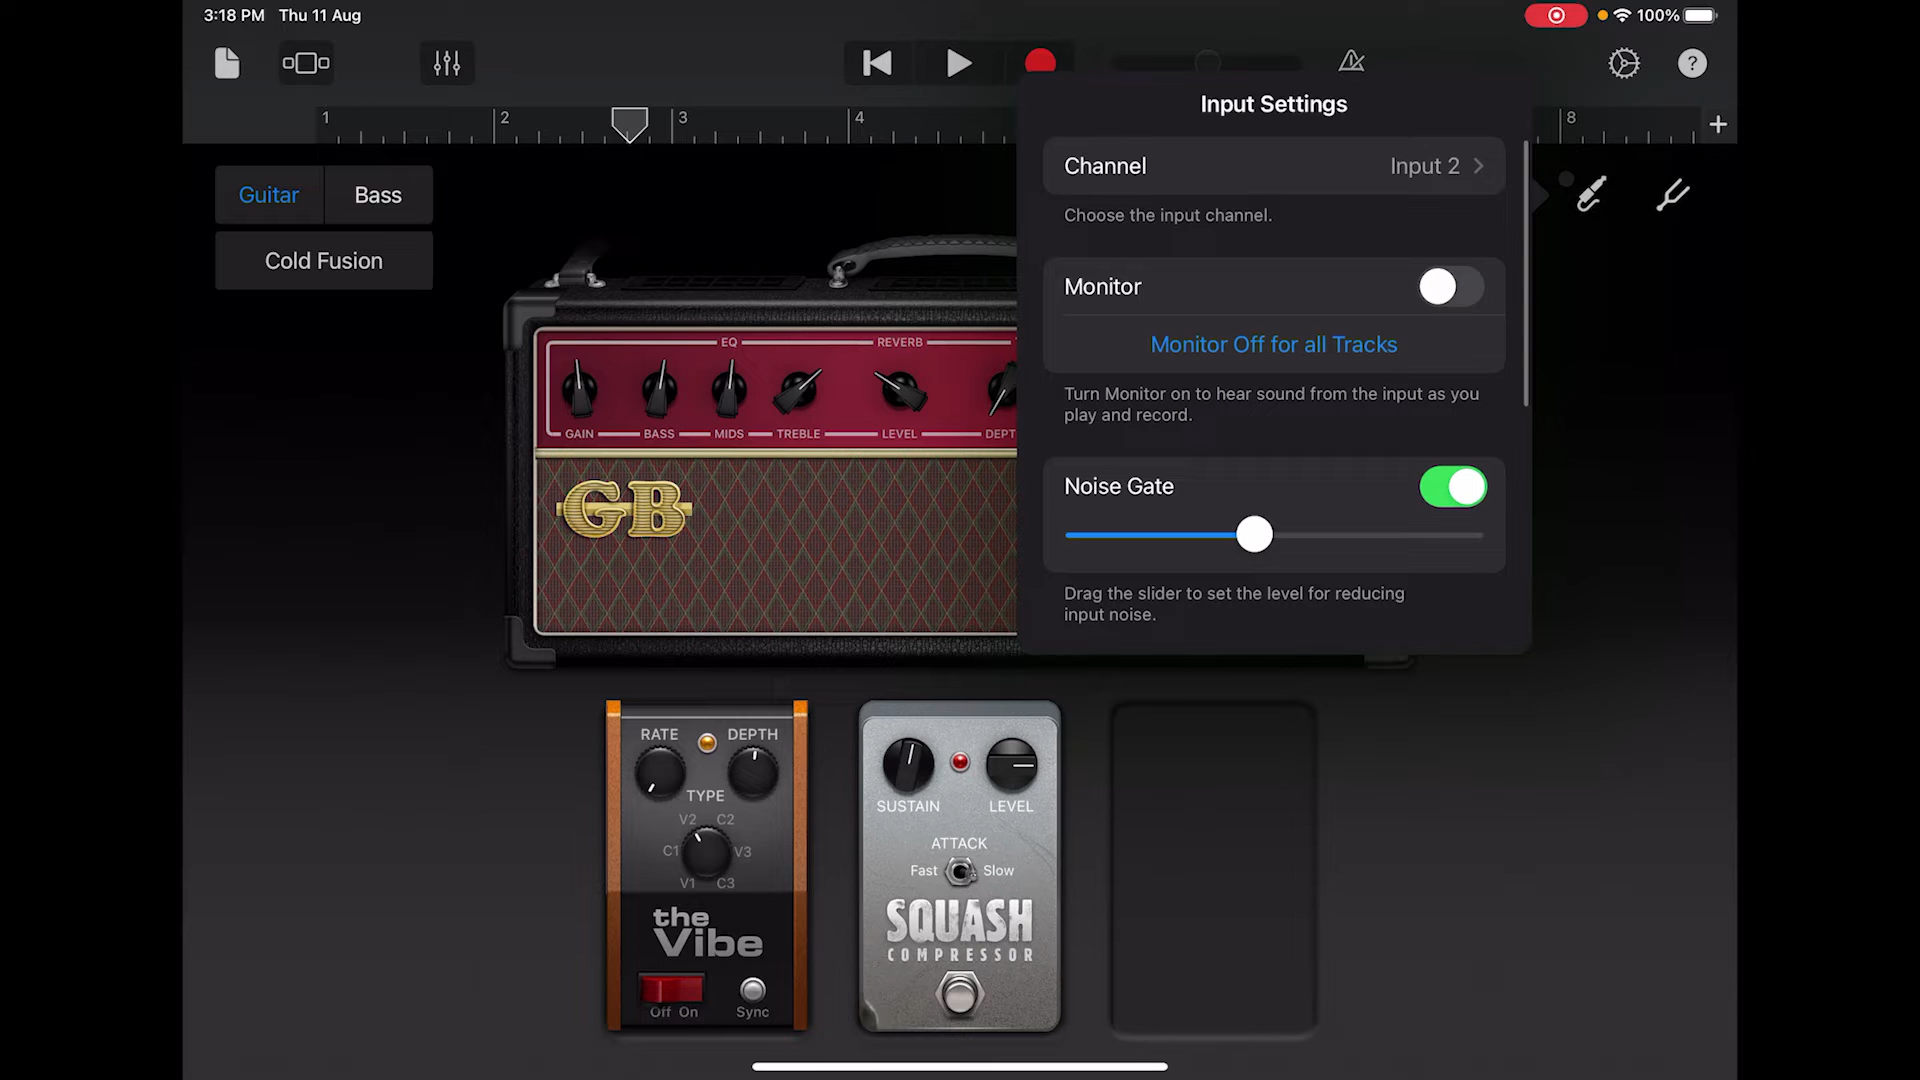 3:18 PM Thu 11 Aug
100%
?
1 2 3 4 8 +
Input Settings
Channel Input 2
Choose the input channel.
Monitor
Monitor Off for all Tracks
Turn Monitor on to hear sound from the input as you
play and record.
Noise Gate
Drag the slider to set the level for reducing
input noise.
Guitar Bass
Cold Fusion
EQ REVERB
GAIN BASS MIDS TREBLE LEVEL
GB
RATE DEPTH
TYPE
V2 C2
C1 V3
V1 C3
the
Vibe
Off On Sync
SUSTAIN LEVEL
ATTACK
Fast Slow
SQUASH
COMPRESSOR